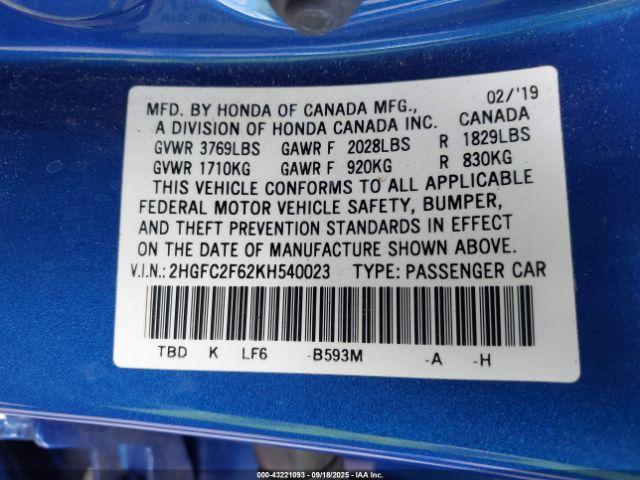 MFD. BY HONDA OF CANADA MFG., 02/'19
A DIVISION OF HONDA CANADA INC. CANADA
GVWR 3769LBS GAWR F 2028LBS R 1829LBS
GVWR 1710KG GAWR F 920KG R 830KG
THIS VEHICLE CONFORMS TO ALL APPLICABLE
FEDERAL MOTOR VEHICLE SAFETY, BUMPER,
AND THEFT PREVENTION STANDARDS IN EFFECT
ON THE DATE OF MANUFACTURE SHOWN ABOVE.
V.I.N.: 2HGFC2F62KH540023 TYPE: PASSENGER CAR
TBD K LF6 -B593M -A -H
000-43221093 - 09/18/2025 - IAA Inc.